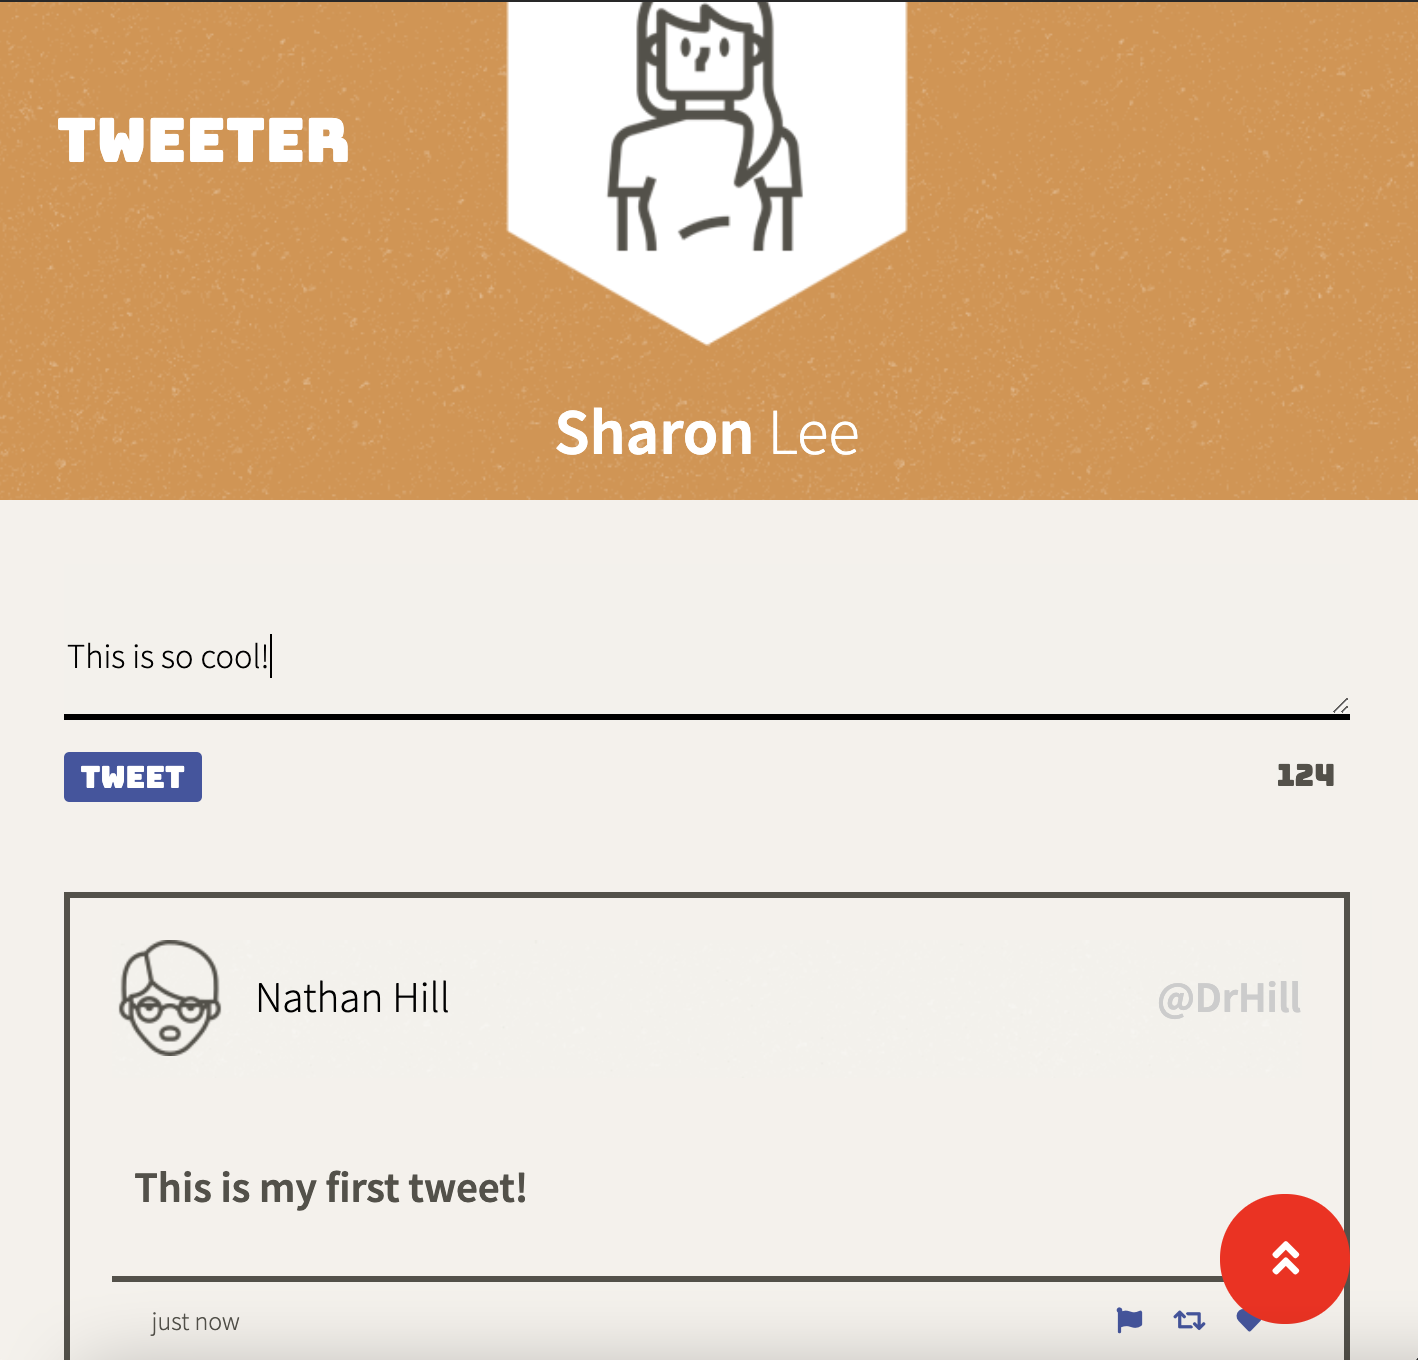 TWEETER
Sharon Lee
This is so cool!
TWEET
124
Nathan Hill
@DrHill
This is my first tweet!
just now